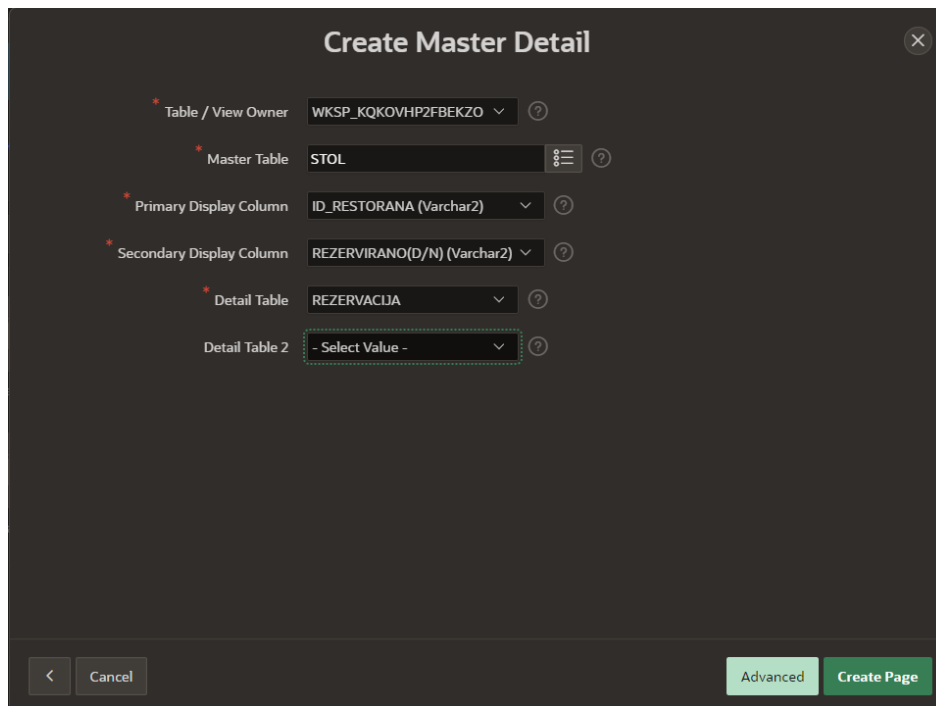 Create Master Detail
* Table / View Owner WKSP_KQKOVHP2FBEKZO
* Master Table STOL
* Primary Display Column ID_RESTORANA (Varchar2)
* Secondary Display Column REZERVIRANO(D/N) (Varchar2)
* Detail Table REZERVACIJA
Detail Table 2 - Select Value -
Cancel Advanced Create Page